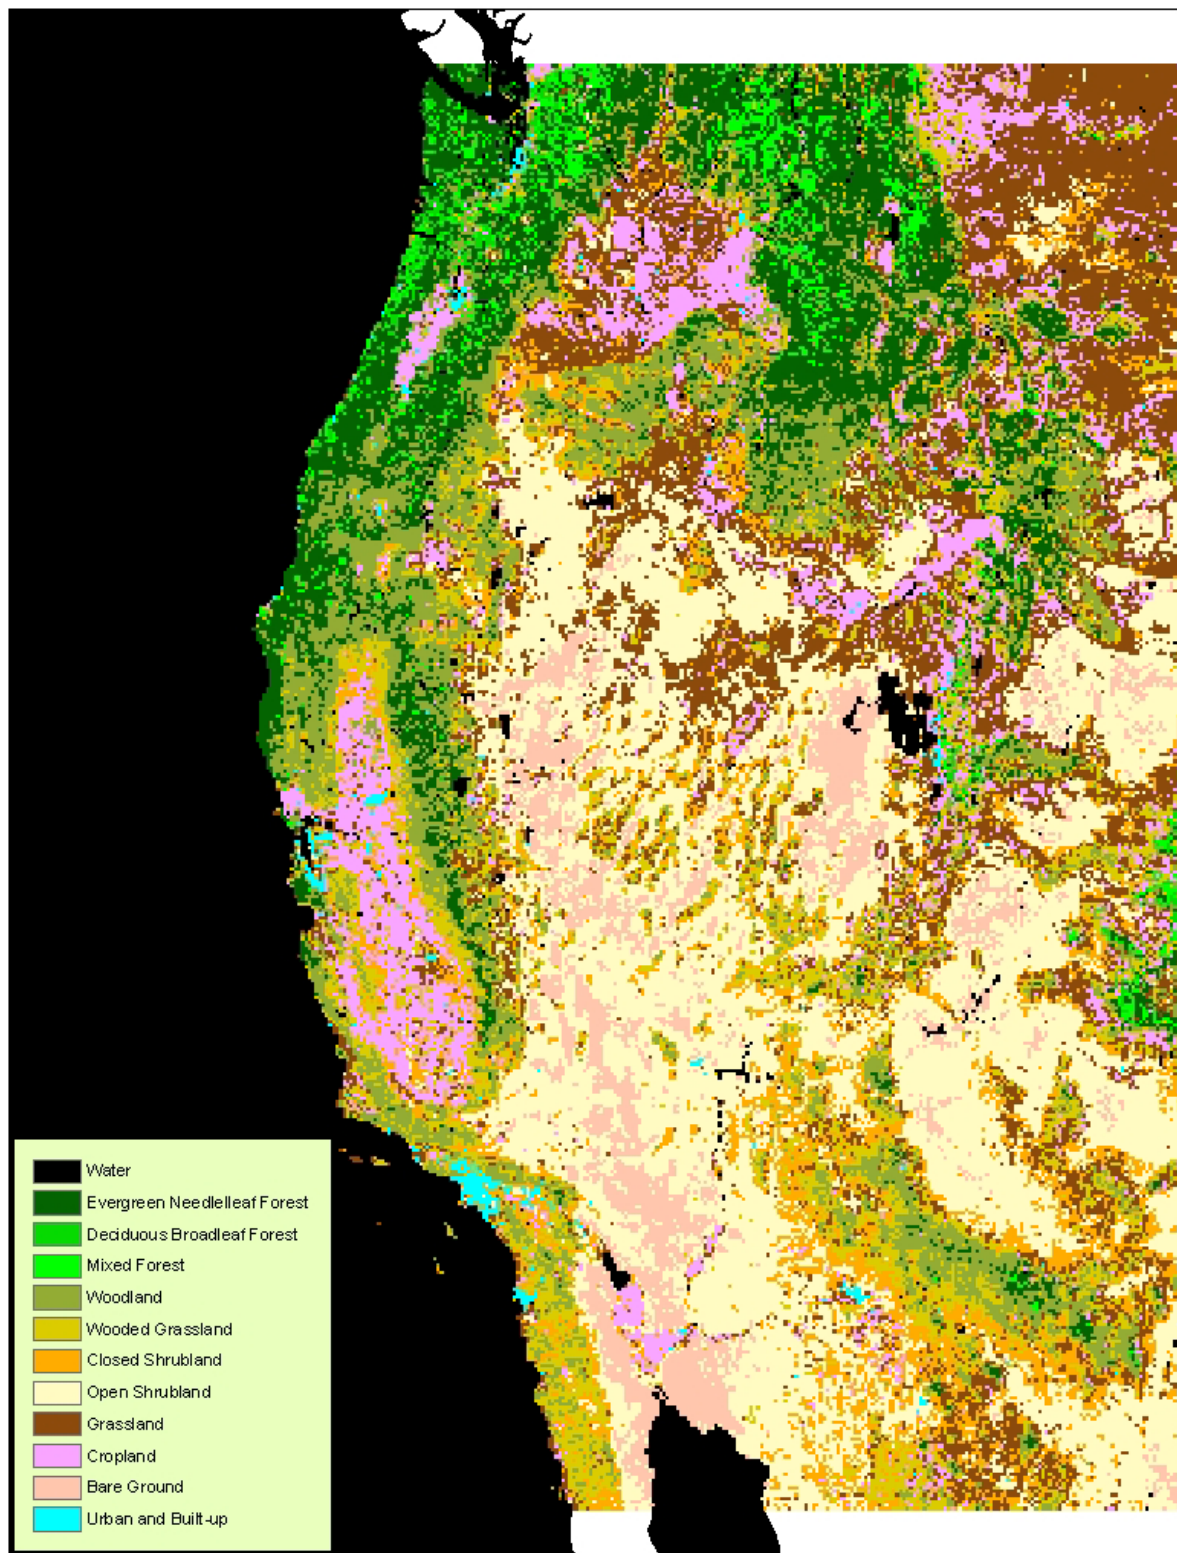 Water
Evergreen Needlelleaf Forest
Deciduous Broadleaf Forest
Mixed Forest
Woodland
Wooded Grassland
Closed Shrubland
Open Shrubland
Grassland
Cropland
Bare Ground
Urban and Built-up